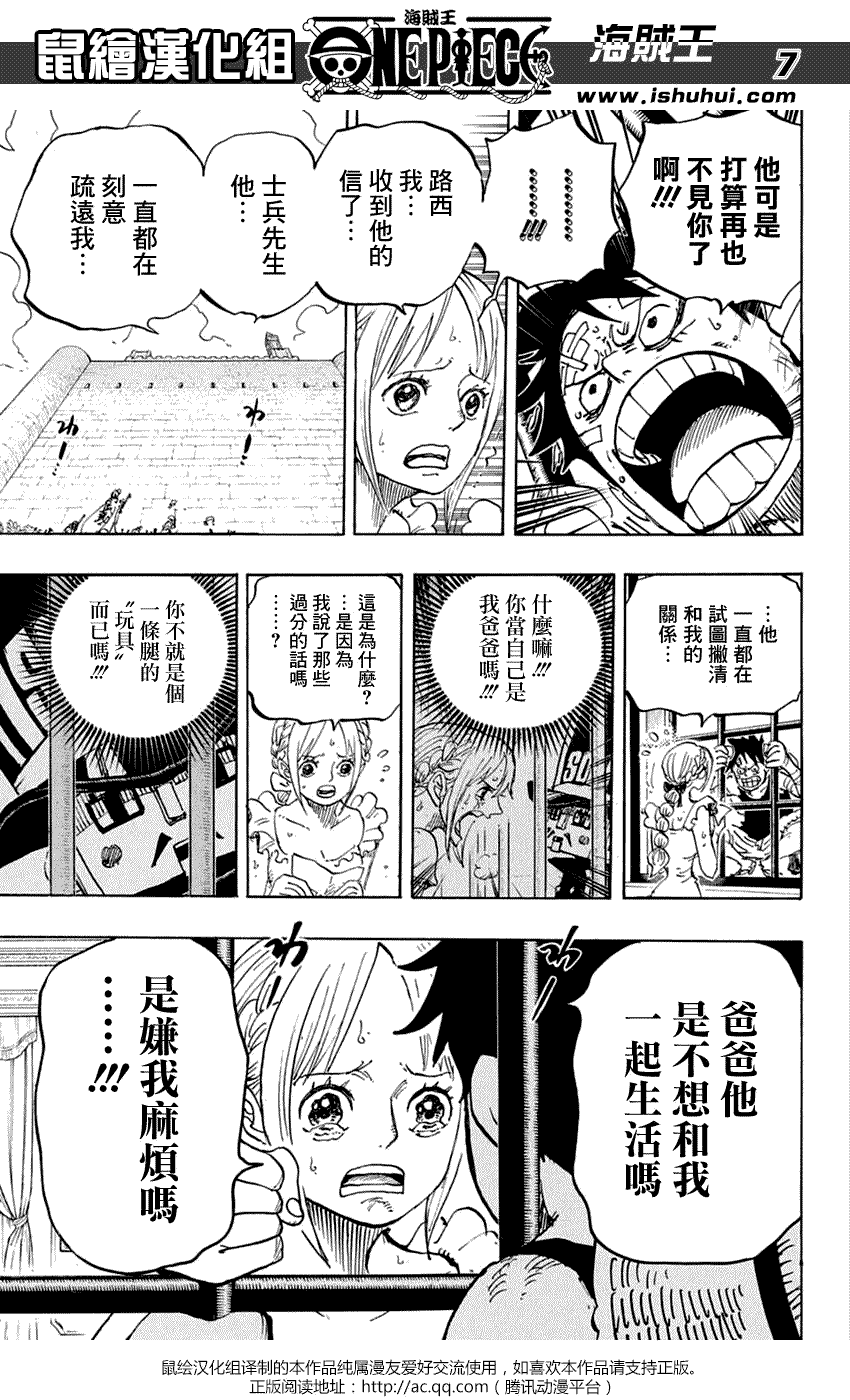 鼠繪漢化組
海賊王
ONE PIECE
海賊王
7
www.ishuhui.com
他可是
打算再也
不見你了
啊!!!
………………
………!!!
路西
我…
收到他的
信了…
士兵先生
他…
一直都在
刻意
疏遠我…
わ
わ
…他
一直都在
試圖撇清
和我的
關係…
什麼嘛!!!
你當自己是
我爸爸嗎!!!
SO
這是為什麼?
…是因為
我說了那些
過分的話嗎
……?
你不就是個
一條腿的
〝玩具〞
而已嗎!!!
わ
わ
爸爸他
是不想和我
一起生活嗎
是嫌我麻煩嗎
……!!!
鼠绘汉化组译制的本作品纯属漫友爱好交流使用，如喜欢本作品请支持正版。
正版阅读地址：http://ac.qq.com（腾讯动漫平台）